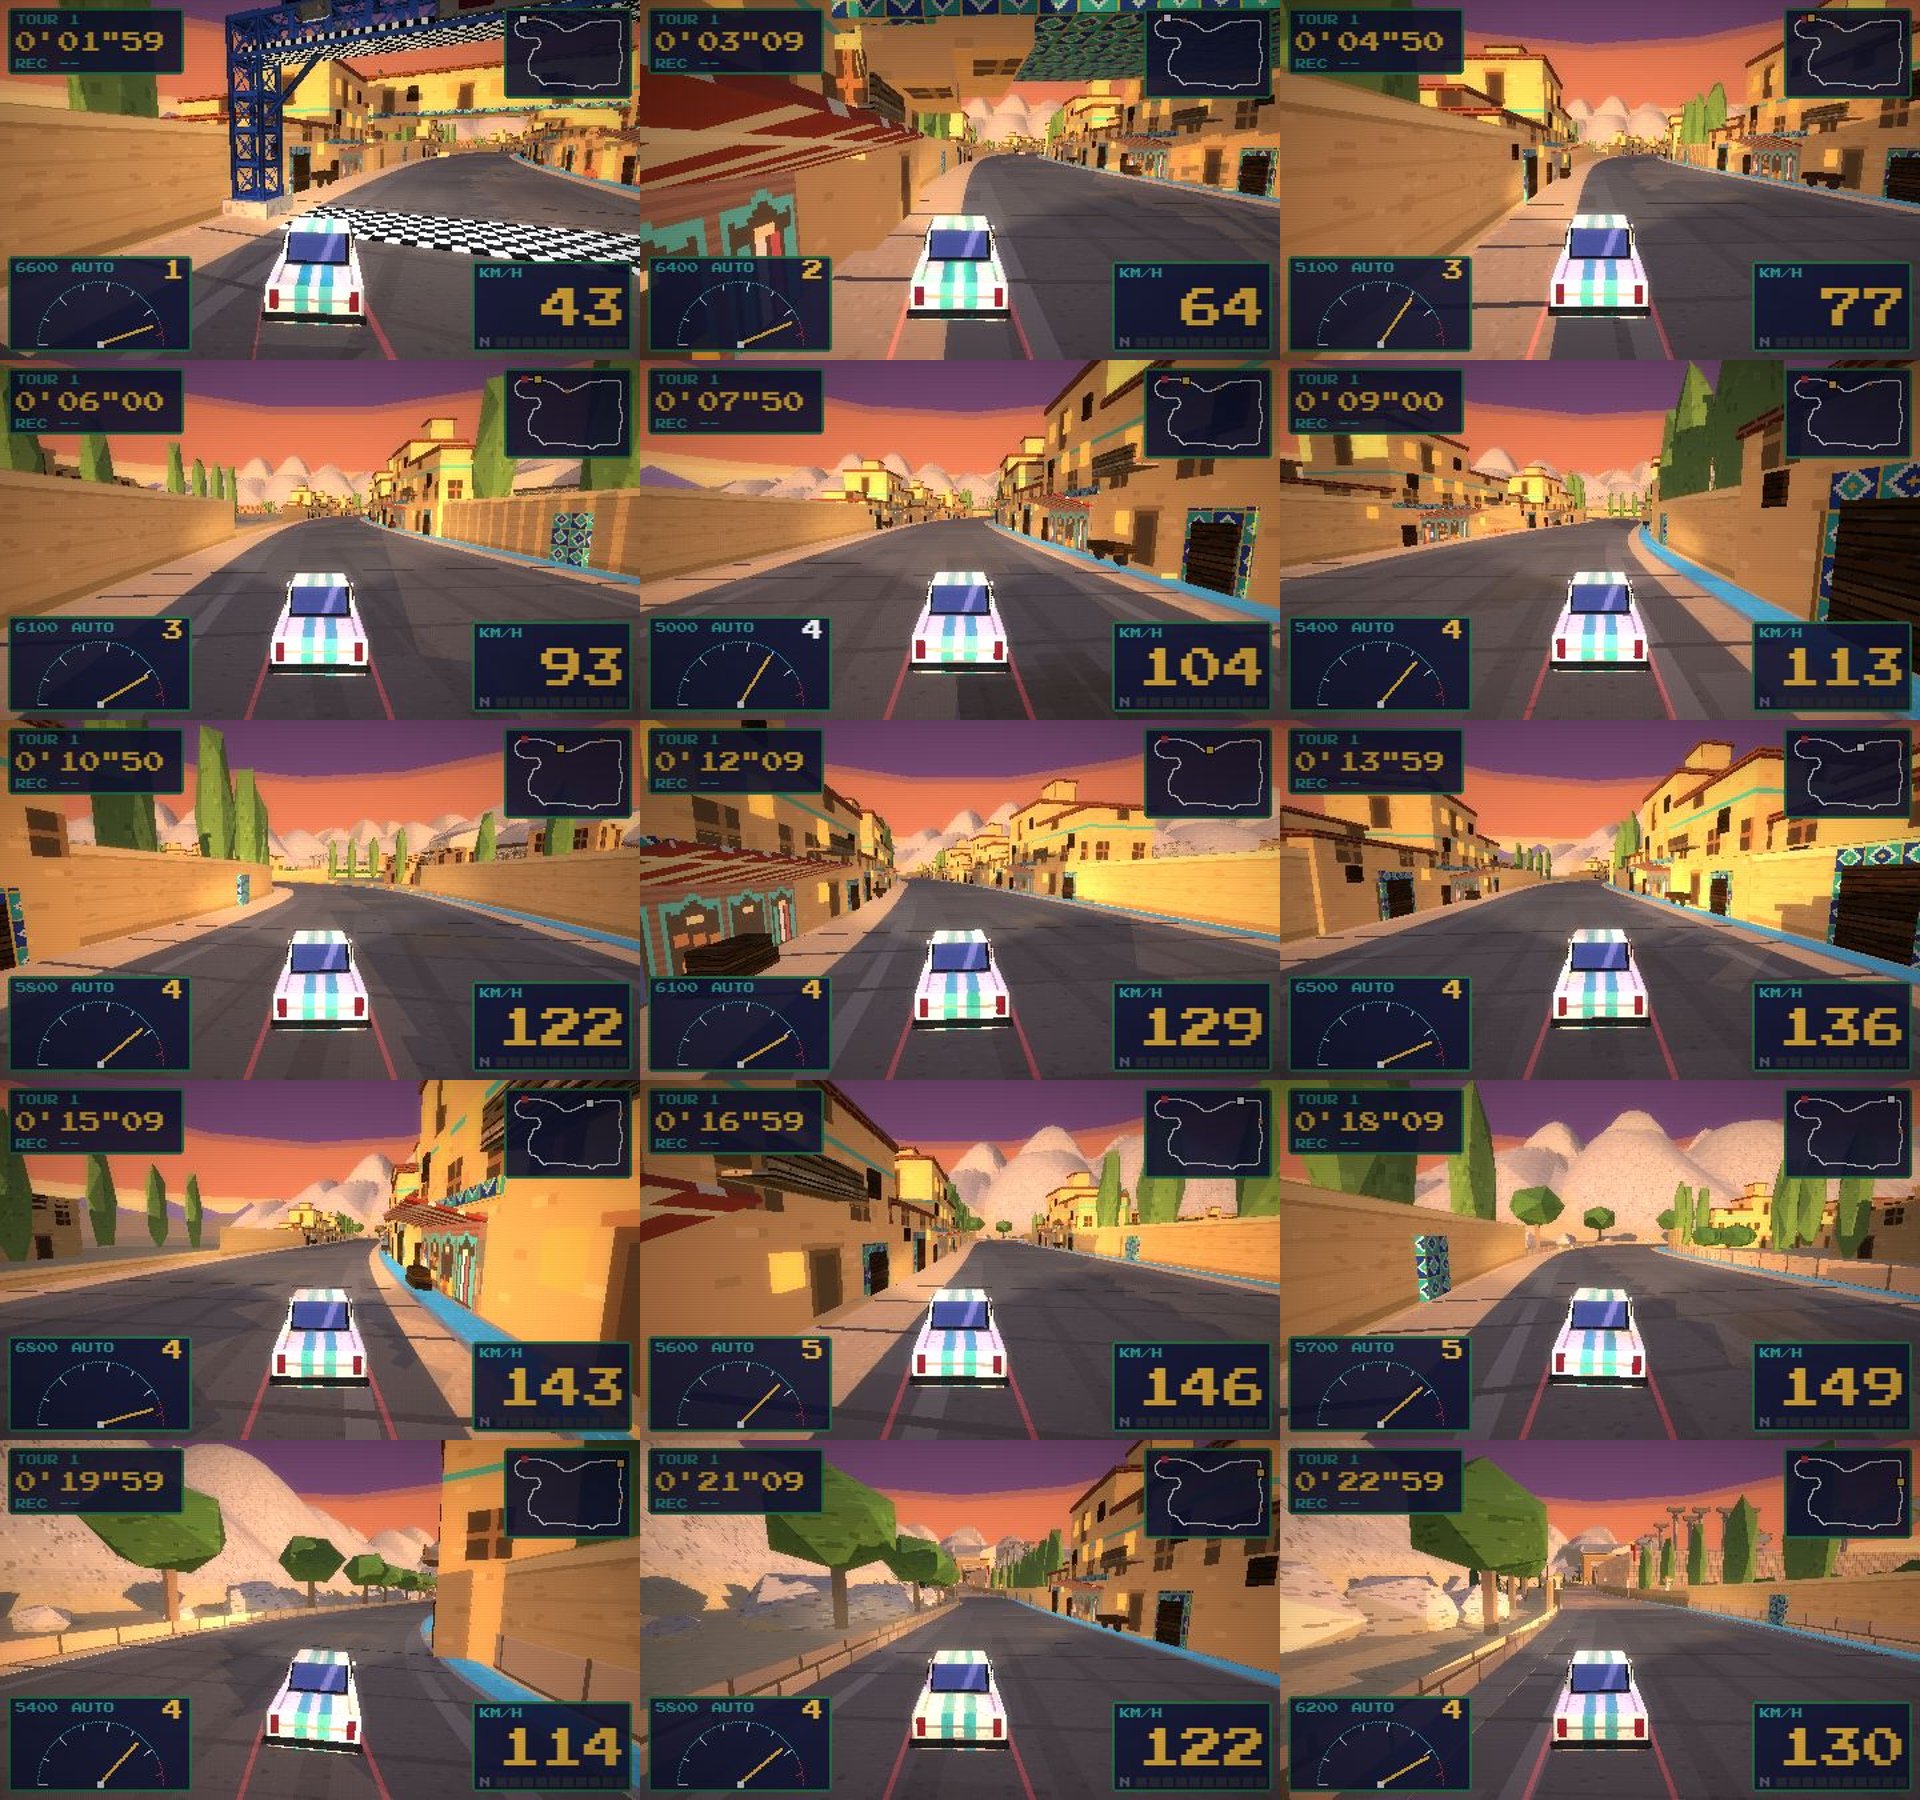 TOUR 1
0'01"59
REC --
6600 AUTO 1
KM/H
43
N
TOUR 1
0'03"09
REC --
6400 AUTO 2
KM/H
64
N
TOUR 1
0'04"50
REC --
5100 AUTO 3
KM/H
77
N
TOUR 1
0'06"00
REC --
6100 AUTO 3
KM/H
93
N
TOUR 1
0'07"50
REC --
5000 AUTO 4
KM/H
104
N
TOUR 1
0'09"00
REC --
5400 AUTO 4
KM/H
113
N
TOUR 1
0'10"50
REC --
5800 AUTO 4
KM/H
122
N
TOUR 1
0'12"09
REC --
6100 AUTO 4
KM/H
129
N
TOUR 1
0'13"59
REC --
6500 AUTO 4
KM/H
136
N
TOUR 1
0'15"09
REC --
6800 AUTO 4
KM/H
143
N
TOUR 1
0'16"59
REC --
5600 AUTO 5
KM/H
146
N
TOUR 1
0'18"09
REC --
5700 AUTO 5
KM/H
149
N
TOUR 1
0'19"59
REC --
5400 AUTO 4
KM/H
114
N
TOUR 1
0'21"09
REC --
5800 AUTO 4
KM/H
122
N
TOUR 1
0'22"59
REC --
6200 AUTO 4
KM/H
130
N